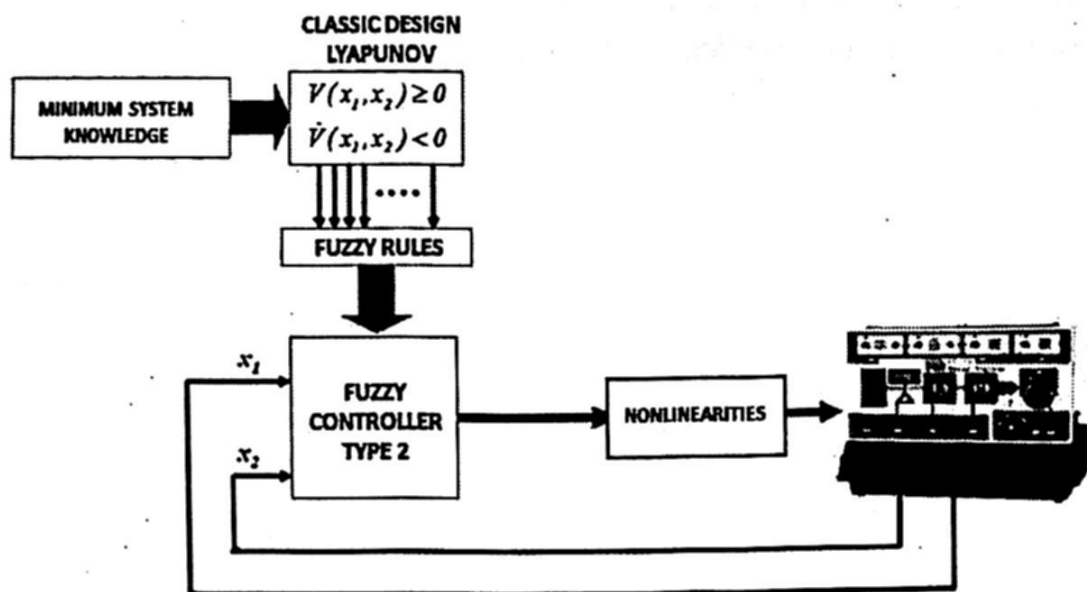 CLASSIC DESIGN
LYAPUNOV
MINIMUM SYSTEM
KNOWLEDGE
V(x₁,x₂)≥0
V̇(x₁,x₂)<0
FUZZY RULES
x₁
FUZZY
CONTROLLER
TYPE 2
x₂
NONLINEARITIES